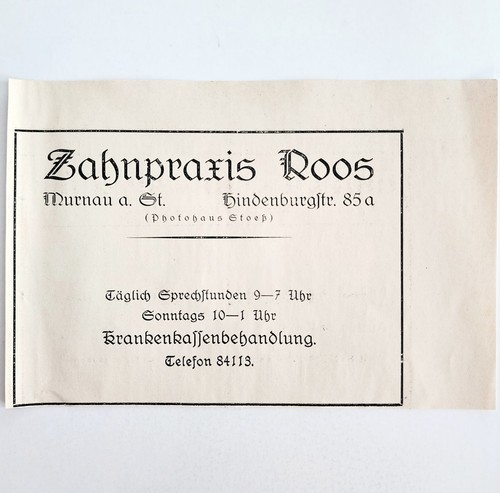 Zahnpraxis Roos
Murnau a. St. Hindenburgstr. 85 a
(Photohaus Stoeß)
Täglich Sprechstunden 9—7 Uhr
Sonntags 10—1 Uhr
Krankenkassenbehandlung.
Telefon 84113.